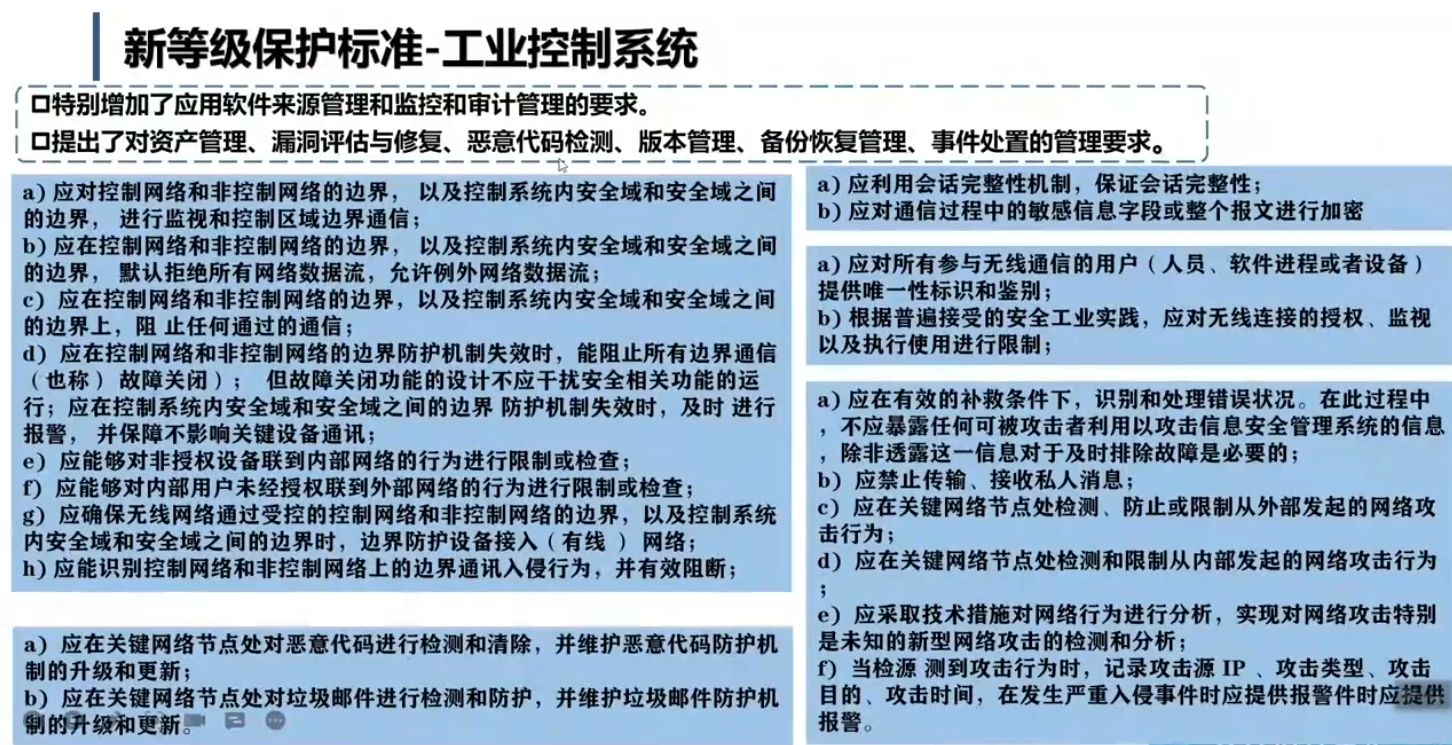 新等级保护标准-工业控制系统
口特别增加了应用软件来源管理和监控和审计管理的要求。
口提出了对资产管理、漏洞评估与修复、恶意代码检测、版本管理、备份恢复管理、事件处置的管理要求。
a) 应对控制网络和非控制网络的边界， 以及控制系统内安全域和安全域之间
的边界， 进行监视和控制区域边界通信；
b) 应在控制网络和非控制网络的边界， 以及控制系统内安全域和安全域之间
的边界， 默认拒绝所有网络数据流，允许例外网络数据流；
c) 应在控制网络和非控制网络的边界，以及控制系统内安全域和安全域之间
的边界上，阻 止任何通过的通信；
d) 应在控制网络和非控制网络的边界防护机制失效时，能阻止所有边界通信
（也称） 故障关闭）； 但故障关闭功能的设计不应干扰安全相关功能的运
行；应在控制系统内安全域和安全域之间的边界 防护机制失效时，及时 进行
报警， 并保障不影响关键设备通讯；
e) 应能够对非授权设备联到内部网络的行为进行限制或检查；
f) 应能够对内部用户未经授权联到外部网络的行为进行限制或检查；
g) 应确保无线网络通过受控的控制网络和非控制网络的边界，以及控制系统
内安全域和安全域之间的边界时，边界防护设备接入（有线 ） 网络；
h) 应能识别控制网络和非控制网络上的边界通讯入侵行为，并有效阻断；
a) 应在关键网络节点处对恶意代码进行检测和清除，并维护恶意代码防护机
制的升级和更新；
b) 应在关键网络节点处对垃圾邮件进行检测和防护，并维护垃圾邮件防护机
制的升级和更新。
a) 应利用会话完整性机制，保证会话完整性；
b) 应对通信过程中的敏感信息字段或整个报文进行加密
a) 应对所有参与无线通信的用户（人员、软件进程或者设备）
提供唯一性标识和鉴别；
b) 根据普遍接受的安全工业实践，应对无线连接的授权、监视
以及执行使用进行限制；
a) 应在有效的补救条件下，识别和处理错误状况。在此过程中
，不应暴露任何可被攻击者利用以攻击信息安全管理系统的信息
，除非透露这一信息对于及时排除故障是必要的；
b) 应禁止传输、接收私人消息；
c) 应在关键网络节点处检测、防止或限制从外部发起的网络攻
击行为；
d) 应在关键网络节点处检测和限制从内部发起的网络攻击行为
；
e) 应采取技术措施对网络行为进行分析，实现对网络攻击特别
是未知的新型网络攻击的检测和分析；
f) 当检源 测到攻击行为时，记录攻击源 IP 、攻击类型、攻击
目的、攻击时间，在发生严重入侵事件时应提供报警件时应提供
报警。